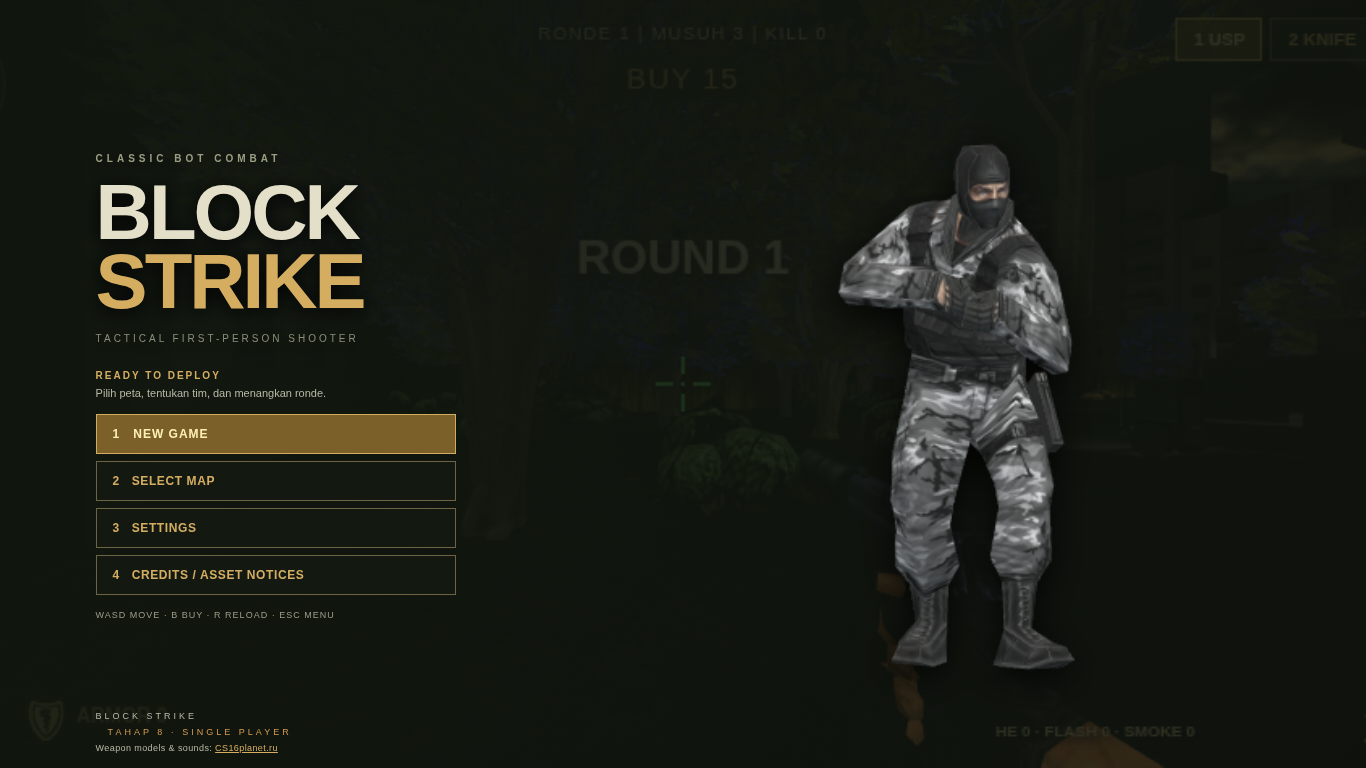 RONDE 1 | MUSUH 3 | KILL 0
1 USP
2 KNIFE
BUY 15
CLASSIC BOT COMBAT
BLOCK
STRIKE
ROUND 1
TACTICAL FIRST-PERSON SHOOTER
READY TO DEPLOY
Pilih peta, tentukan tim, dan menangkan ronde.
1 NEW GAME
2 SELECT MAP
3 SETTINGS
4 CREDITS / ASSET NOTICES
WASD MOVE · B BUY · R RELOAD · ESC MENU
BLOCK STRIKE
TAHAP 8 · SINGLE PLAYER
Weapon models & sounds: CS16planet.ru
HE 0 · FLASH 0 · SMOKE 0